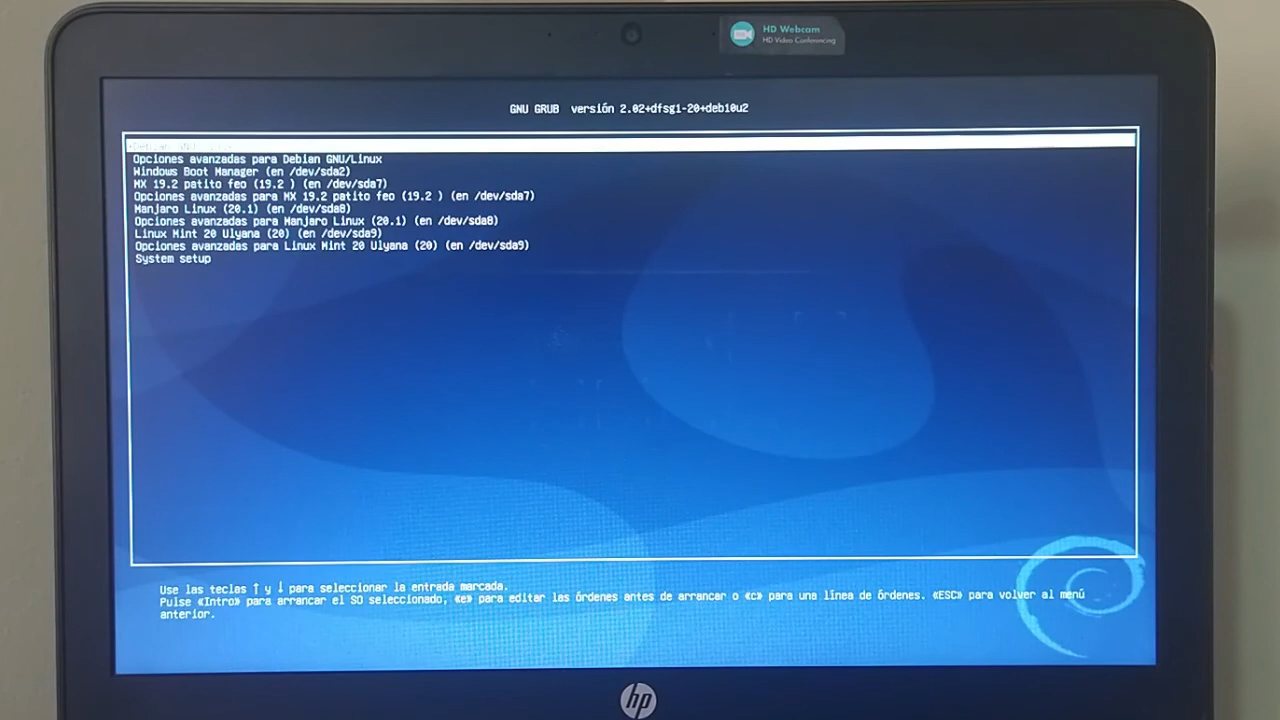 HD Webcam
HD Video Conferencing
GNU GRUB versión 2.02+dfsg1-20+deb10u2
Opciones avanzadas para Debian GNU/Linux
Windows Boot Manager (en /dev/sda2)
MX 19.2 patito feo (19.2 ) (en /dev/sda7)
Opciones avanzadas para MX 19.2 patito feo (19.2 ) (en /dev/sda7)
Manjaro Linux (20.1) (en /dev/sda8)
Opciones avanzadas para Manjaro Linux (20.1) (en /dev/sda8)
Linux Mint 20 Ulyana (20) (en /dev/sda9)
Opciones avanzadas para Linux Mint 20 Ulyana (20) (en /dev/sda9)
System setup
Use las teclas ↑ y ↓ para seleccionar la entrada marcada.
Pulse «Intro» para arrancar el SO seleccionado, «e» para editar las órdenes antes de arrancar o «c» para una línea de órdenes. «ESC» para volver al menú
anterior.
hp